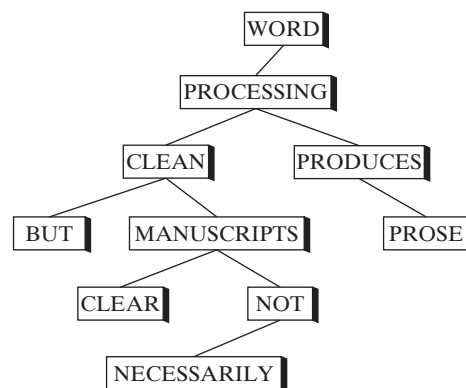 WORD
PROCESSING
CLEAN PRODUCES
BUT MANUSCRIPTS PROSE
CLEAR NOT
NECESSARILY